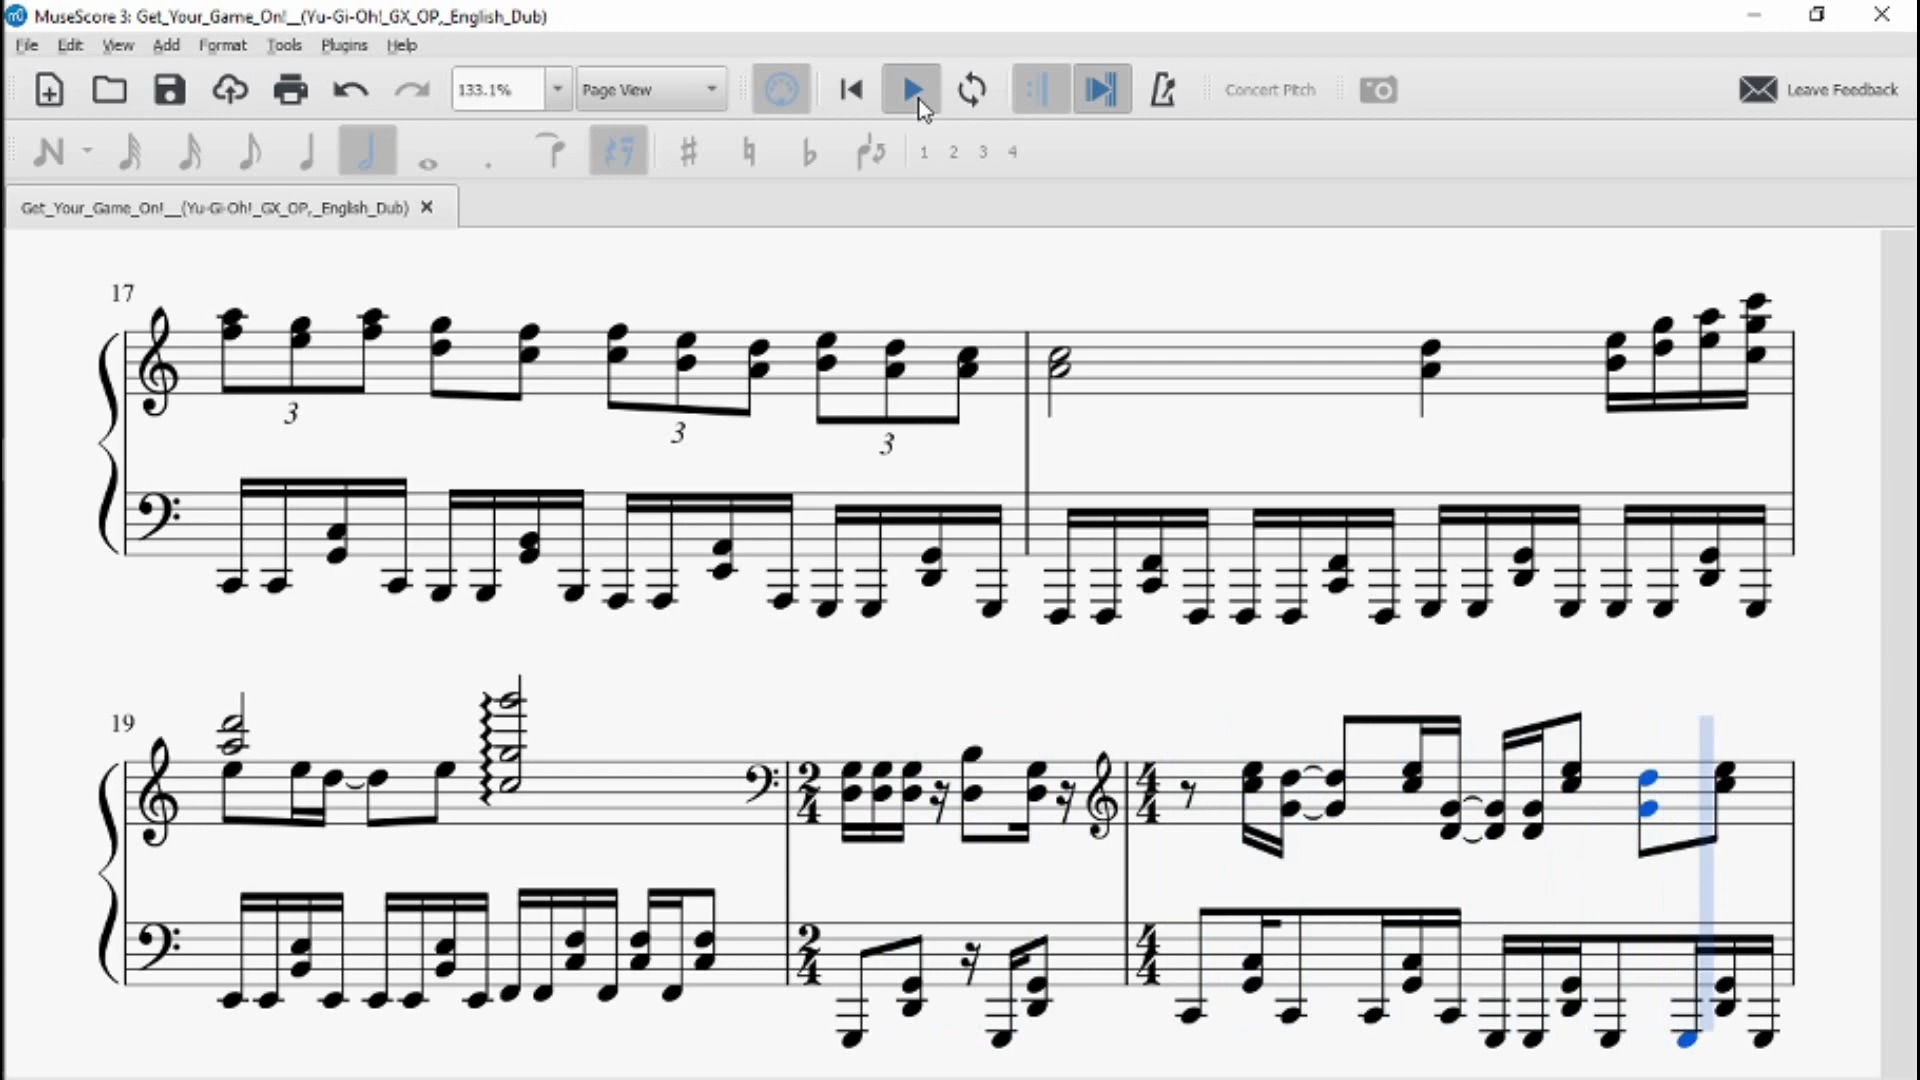 MuseScore 3: Get_Your_Game_On!__(Yu-Gi-Oh!_GX_OP,_English_Dub)
File Edit View Add Format Tools Plugins Help
133.1% Page View Concert Pitch Leave Feedback
1 2 3 4
Get_Your_Game_On!__(Yu-Gi-Oh!_GX_OP,_English_Dub)
17
3 3 3
19
2 4 4 4
2 4 4 4